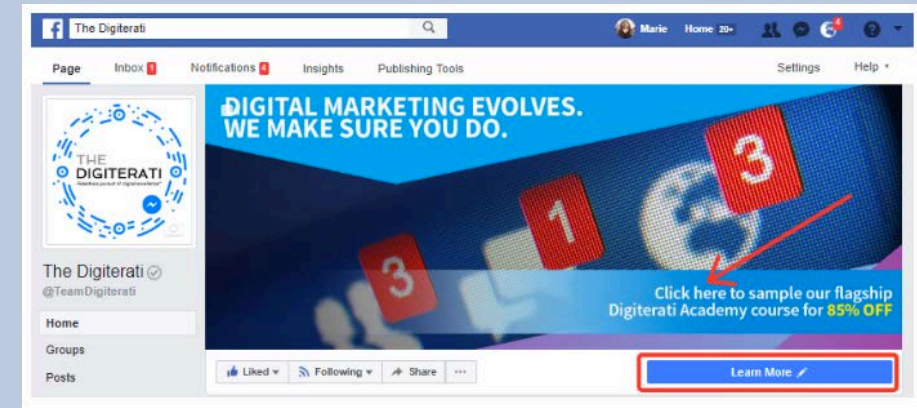 The Digiterati
Marie Home 20+ 4
Page Inbox 1 Notifications 4 Insights Publishing Tools Settings Help
DIGITAL MARKETING EVOLVES.
WE MAKE SURE YOU DO.
THE
DIGITERATI
3 1 3
The Digiterati
@TeamDigiterati
Click here to sample our flagship
Digiterati Academy course for 85% OFF
Home
Groups
Posts
Liked Following Share ... Learn More